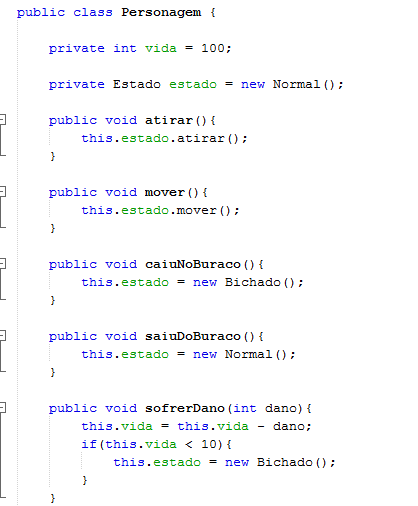 public class Personagem {
private int vida = 100;
private Estado estado = new Normal();
public void atirar(){
this.estado.atirar();
}
public void mover(){
this.estado.mover();
}
public void caiuNoBuraco(){
this.estado = new Bichado();
}
public void saiuDoBuraco(){
this.estado = new Normal();
}
public void sofrerDano(int dano){
this.vida = this.vida - dano;
if(this.vida < 10){
this.estado = new Bichado();
}
}